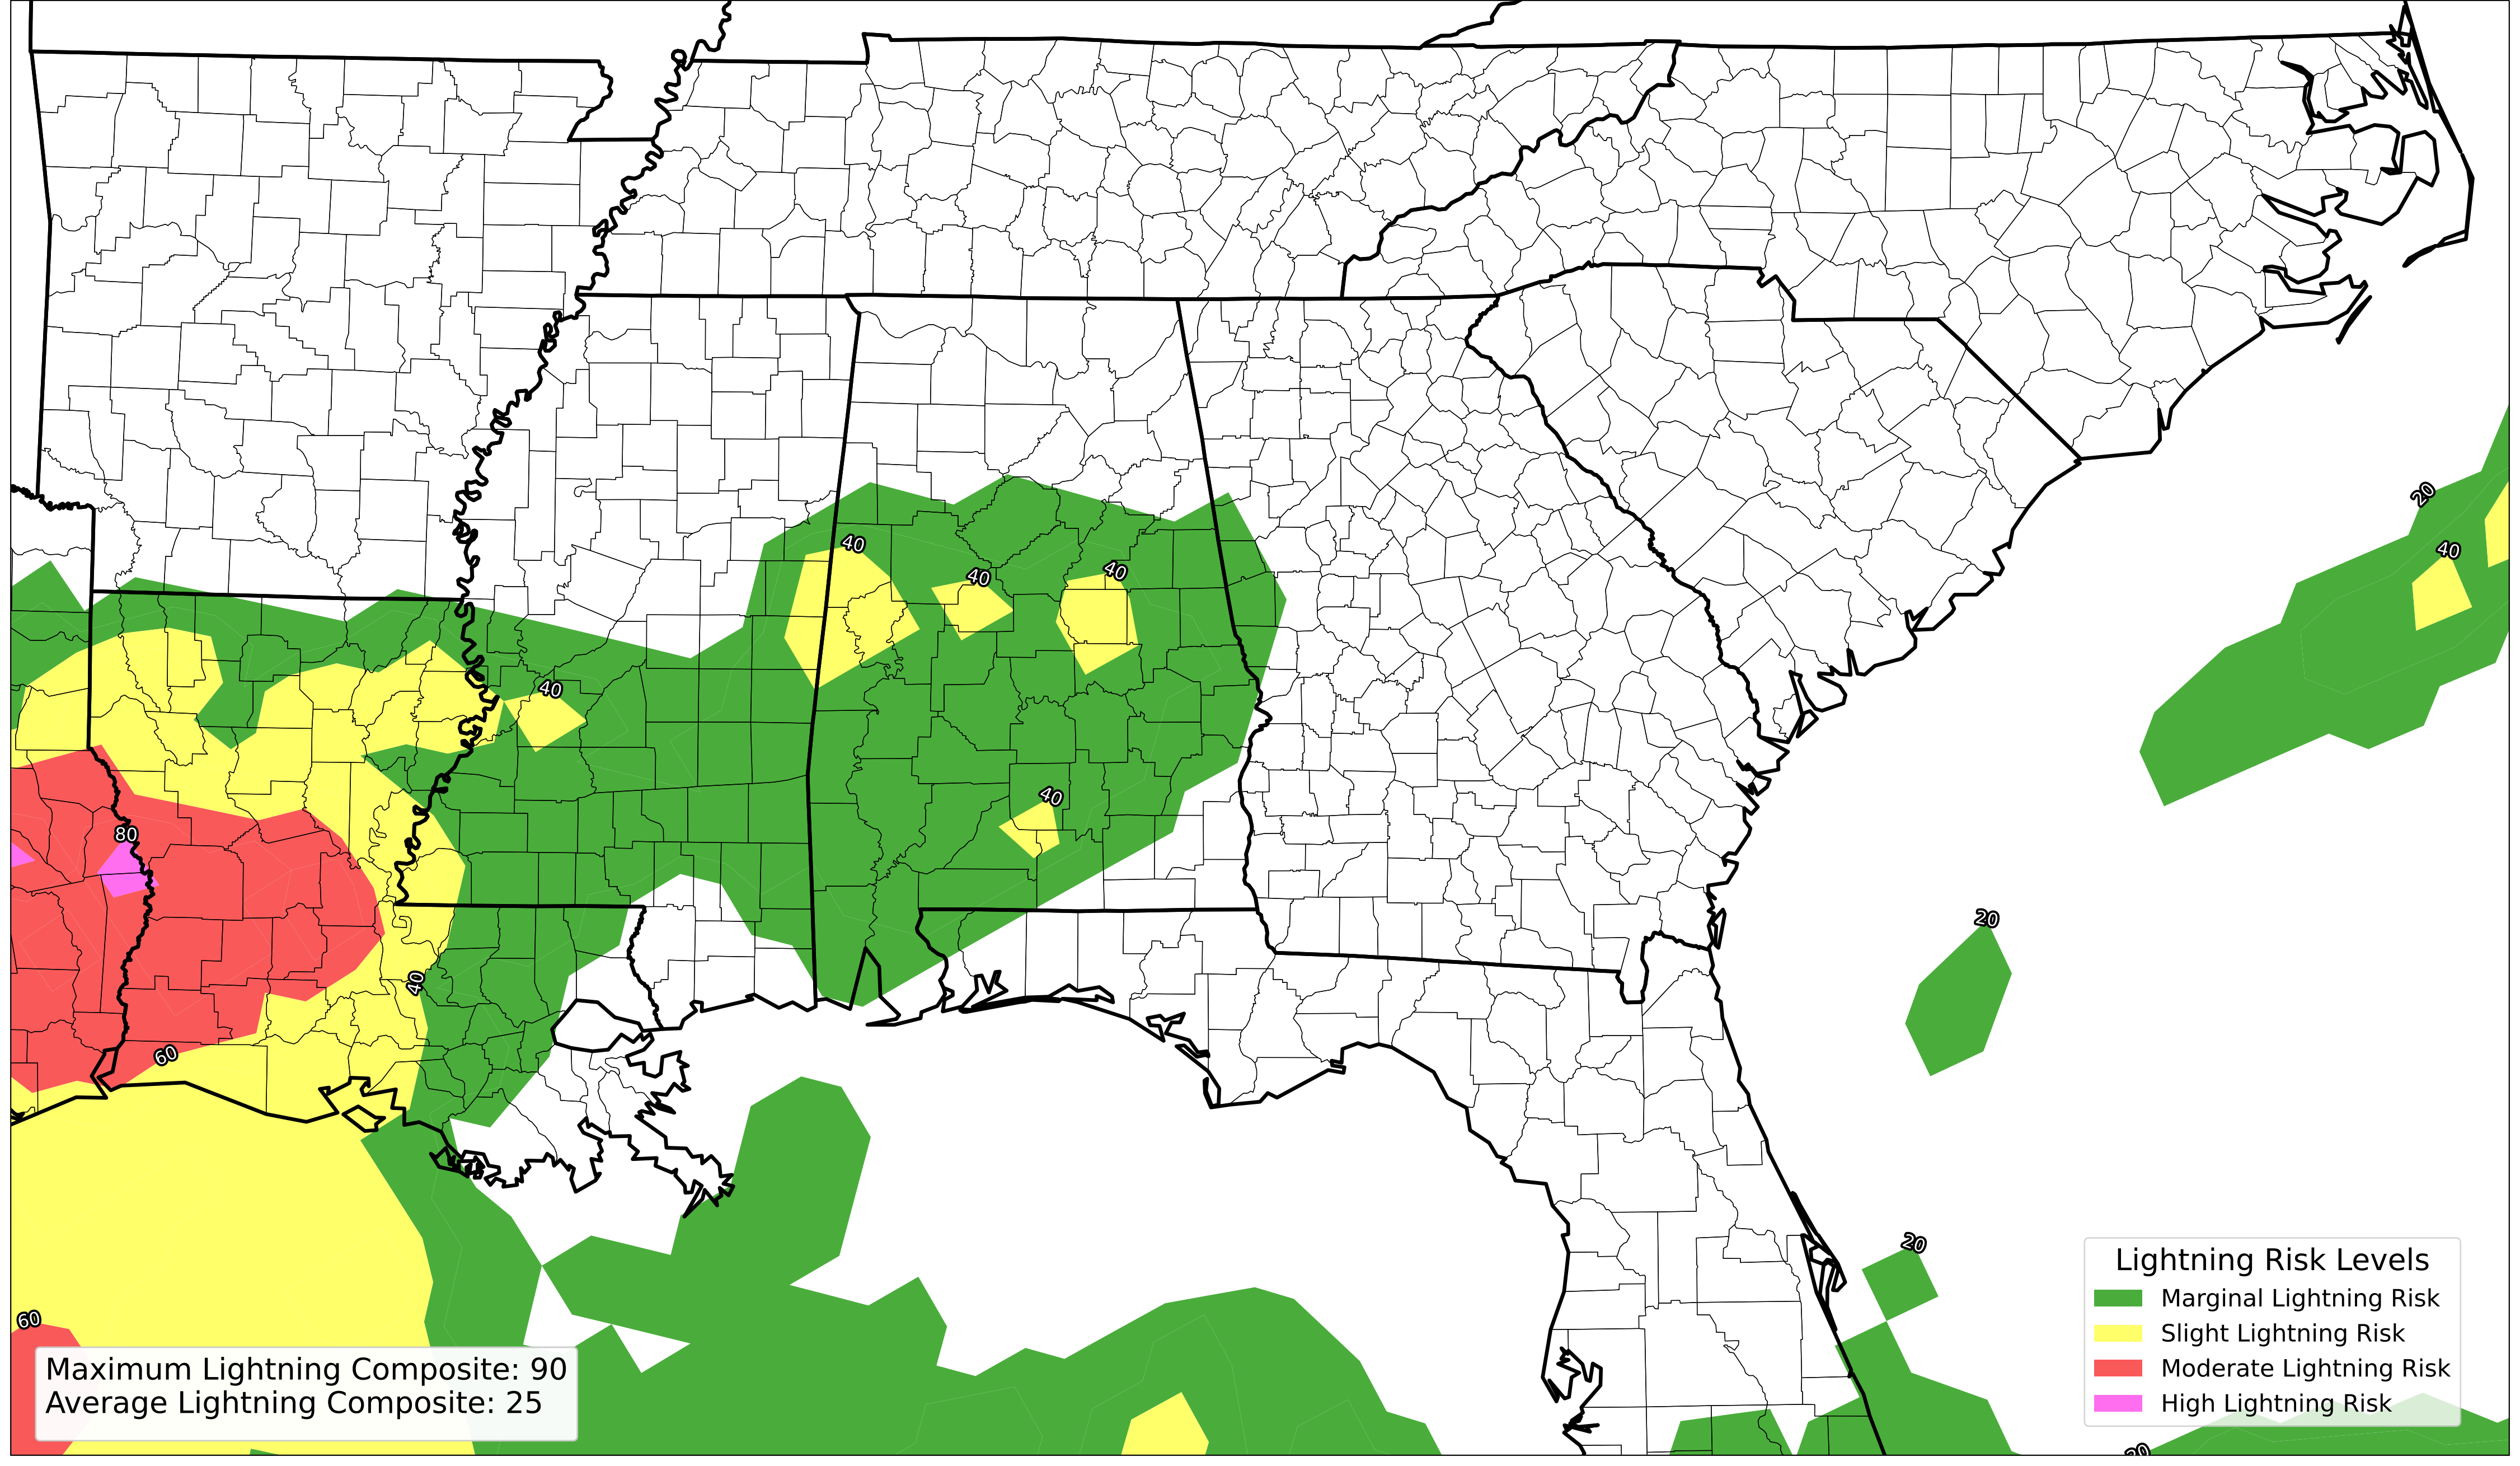 20
40
40
40
40
40
40
80
20
40
60
20
60
Lightning Risk Levels
Marginal Lightning Risk
Slight Lightning Risk
Moderate Lightning Risk
High Lightning Risk
Maximum Lightning Composite: 90
Average Lightning Composite: 25
20